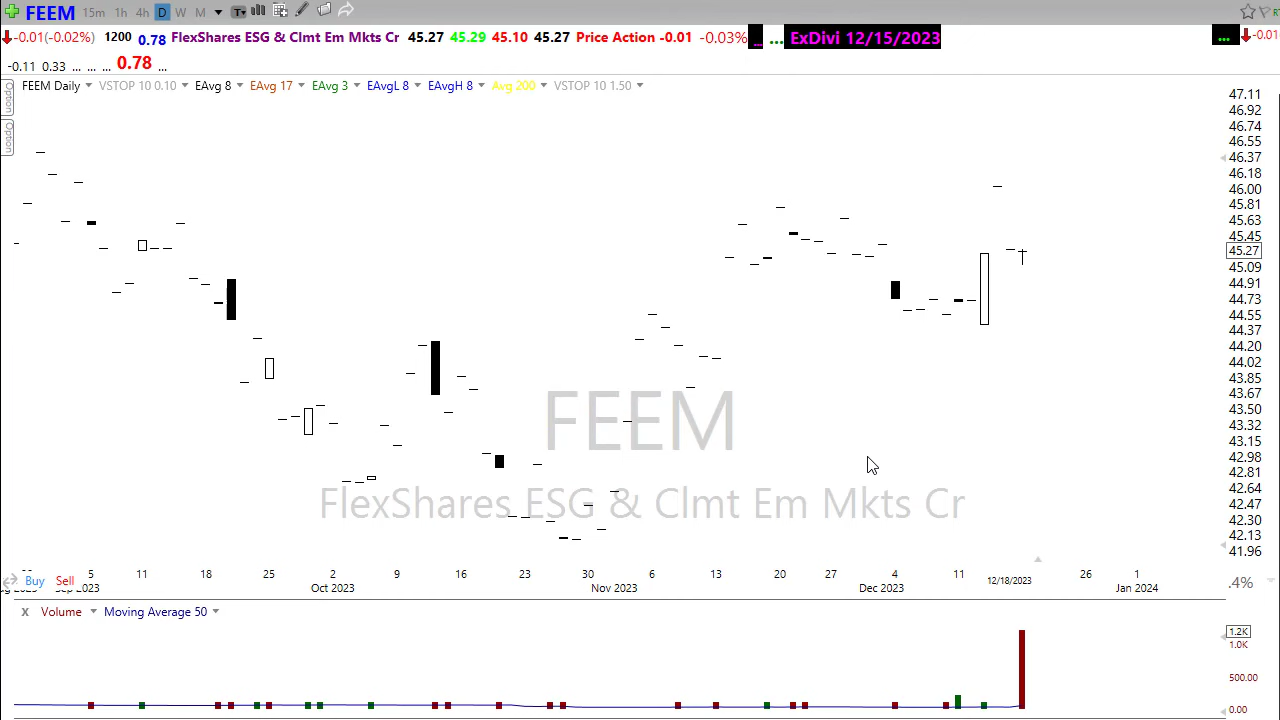 FEEM 15m 1h 4h D W M T
-0.01(-0.02%) 1200 0.78 FlexShares ESG & Clmt Em Mkts Cr 45.27 45.29 45.10 45.27 Price Action -0.01 -0.03% ... ... ExDivi 12/15/2023 ... -0.01
-0.11 0.33 ... ... ... 0.78 ...
Option FEEM Daily VSTOP 10 0.10 EAvg 8 EAvg 17 EAvg 3 EAvgL 8 EAvgH 8 Avg 200 VSTOP 10 1.50
Option
47.11
46.92
46.74
46.55
46.37
46.18
46.00
45.81
45.63
45.45
45.27
45.09
44.91
44.73
44.55
44.37
44.20
44.02
43.85
43.67
43.50
43.32
43.15
42.98
42.81
42.64
42.47
42.30
42.13
41.96
FEEM
FlexShares ESG & Clmt Em Mkts Cr
5 11 18 25 2 9 16 23 30 6 13 20 27 4 11 12/18/2023 26 1
Buy Sell .4%
Sep 2023 Oct 2023 Nov 2023 Dec 2023 Jan 2024
x Volume Moving Average 50
1.2K
1.0K
500.00
0.00